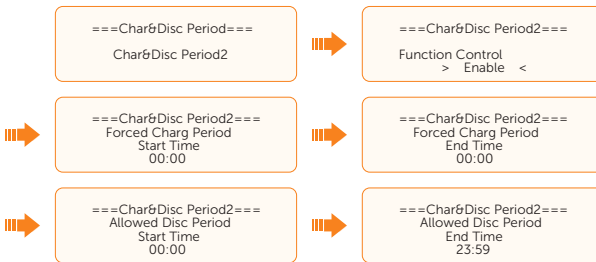 ===Char&Disc Period===
Char&Disc Period2
===Char&Disc Period2===
Function Control
> Enable <
===Char&Disc Period2===
Forced Charg Period
Start Time
00:00
===Char&Disc Period2===
Forced Charg Period
End Time
00:00
===Char&Disc Period2===
Allowed Disc Period
Start Time
00:00
===Char&Disc Period2===
Allowed Disc Period
End Time
23:59